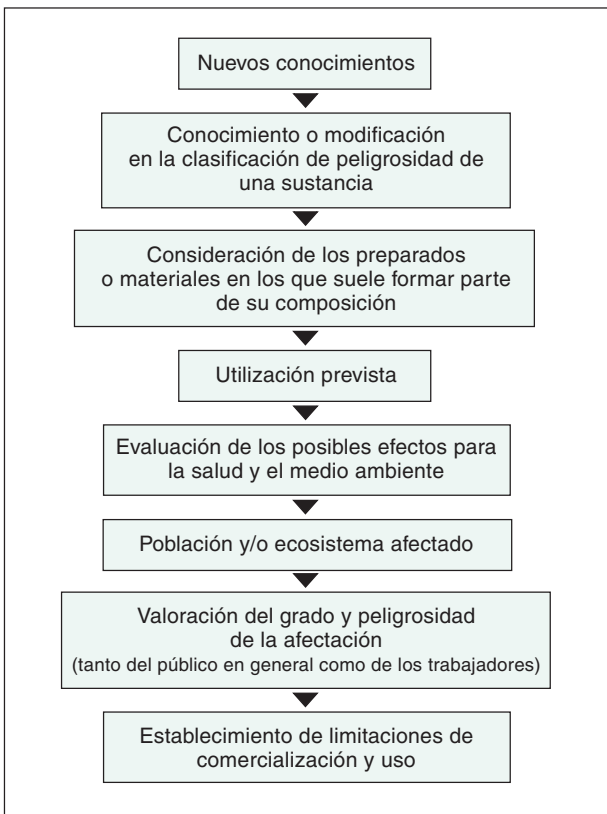 Nuevos conocimientos
Conocimiento o modificación
en la clasificación de peligrosidad de
una sustancia
Consideración de los preparados
o materiales en los que suele formar parte
de su composición
Utilización prevista
Evaluación de los posibles efectos para
la salud y el medio ambiente
Población y/o ecosistema afectado
Valoración del grado y peligrosidad
de la afectación
(tanto del público en general como de los trabajadores)
Establecimiento de limitaciones de
comercialización y uso